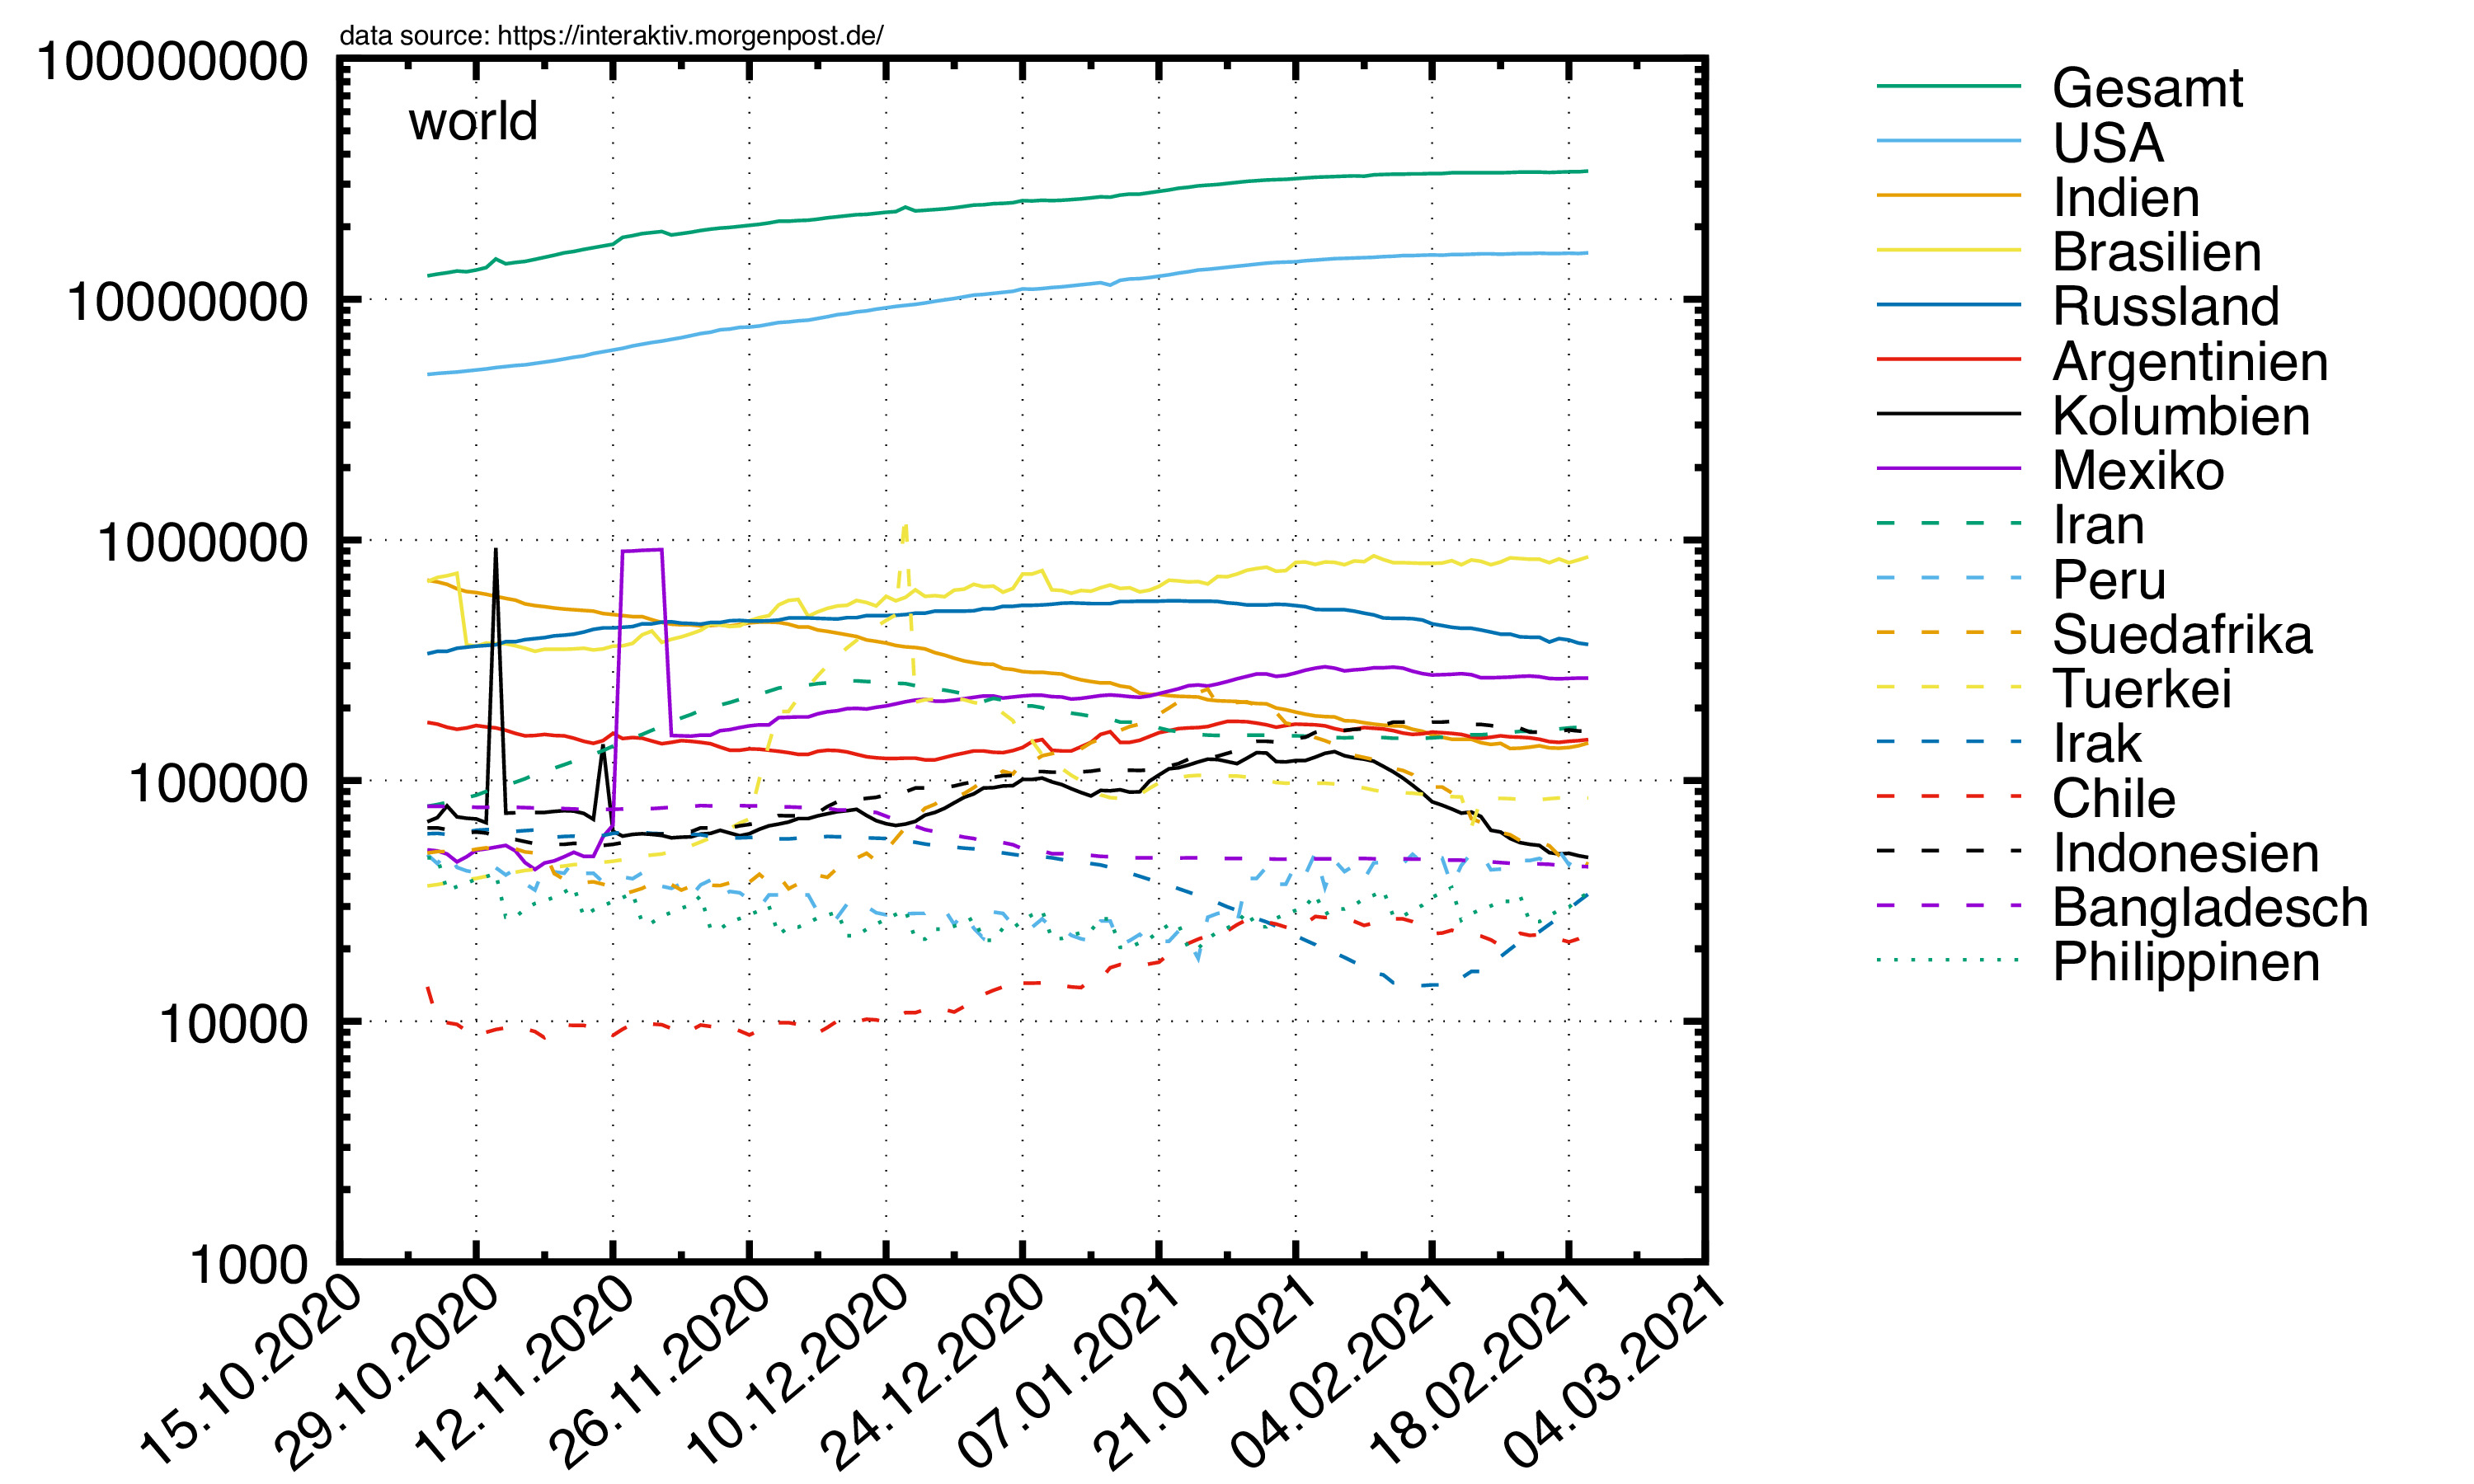 data source: https://interaktiv.morgenpost.de/
100000000
10000000
1000000
100000
10000
1000
world
15.10.2020
29.10.2020
12.11.2020
26.11.2020
10.12.2020
24.12.2020
07.01.2021
21.01.2021
04.02.2021
18.02.2021
04.03.2021
Gesamt
USA
Indien
Brasilien
Russland
Argentinien
Kolumbien
Mexiko
Iran
Peru
Suedafrika
Tuerkei
Irak
Chile
Indonesien
Bangladesch
Philippinen